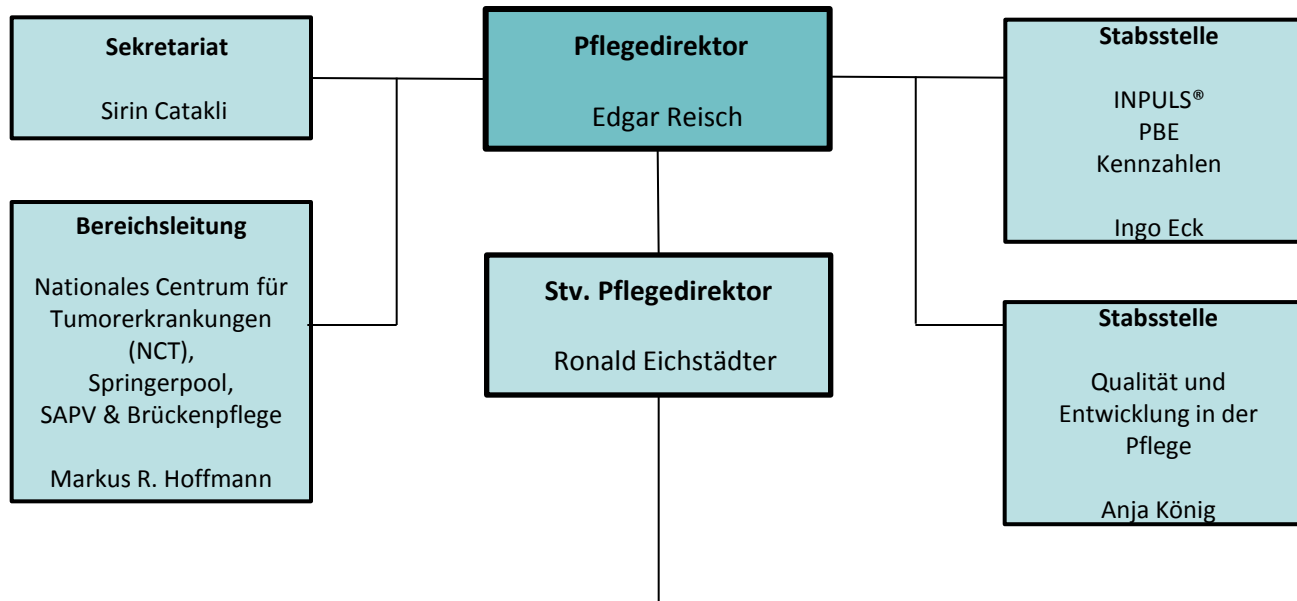 Sekretariat
Sirin Catakli
Bereichsleitung
Nationales Centrum für
Tumorerkrankungen
(NCT),
Springerpool,
SAPV & Brückenpflege
Markus R. Hoffmann
Pflegedirektor
Edgar Reisch
Stv. Pflegedirektor
Ronald Eichstädter
Stabsstelle
INPULS®
PBE
Kennzahlen
Ingo Eck
Stabsstelle
Qualität und
Entwicklung in der
Pflege
Anja König